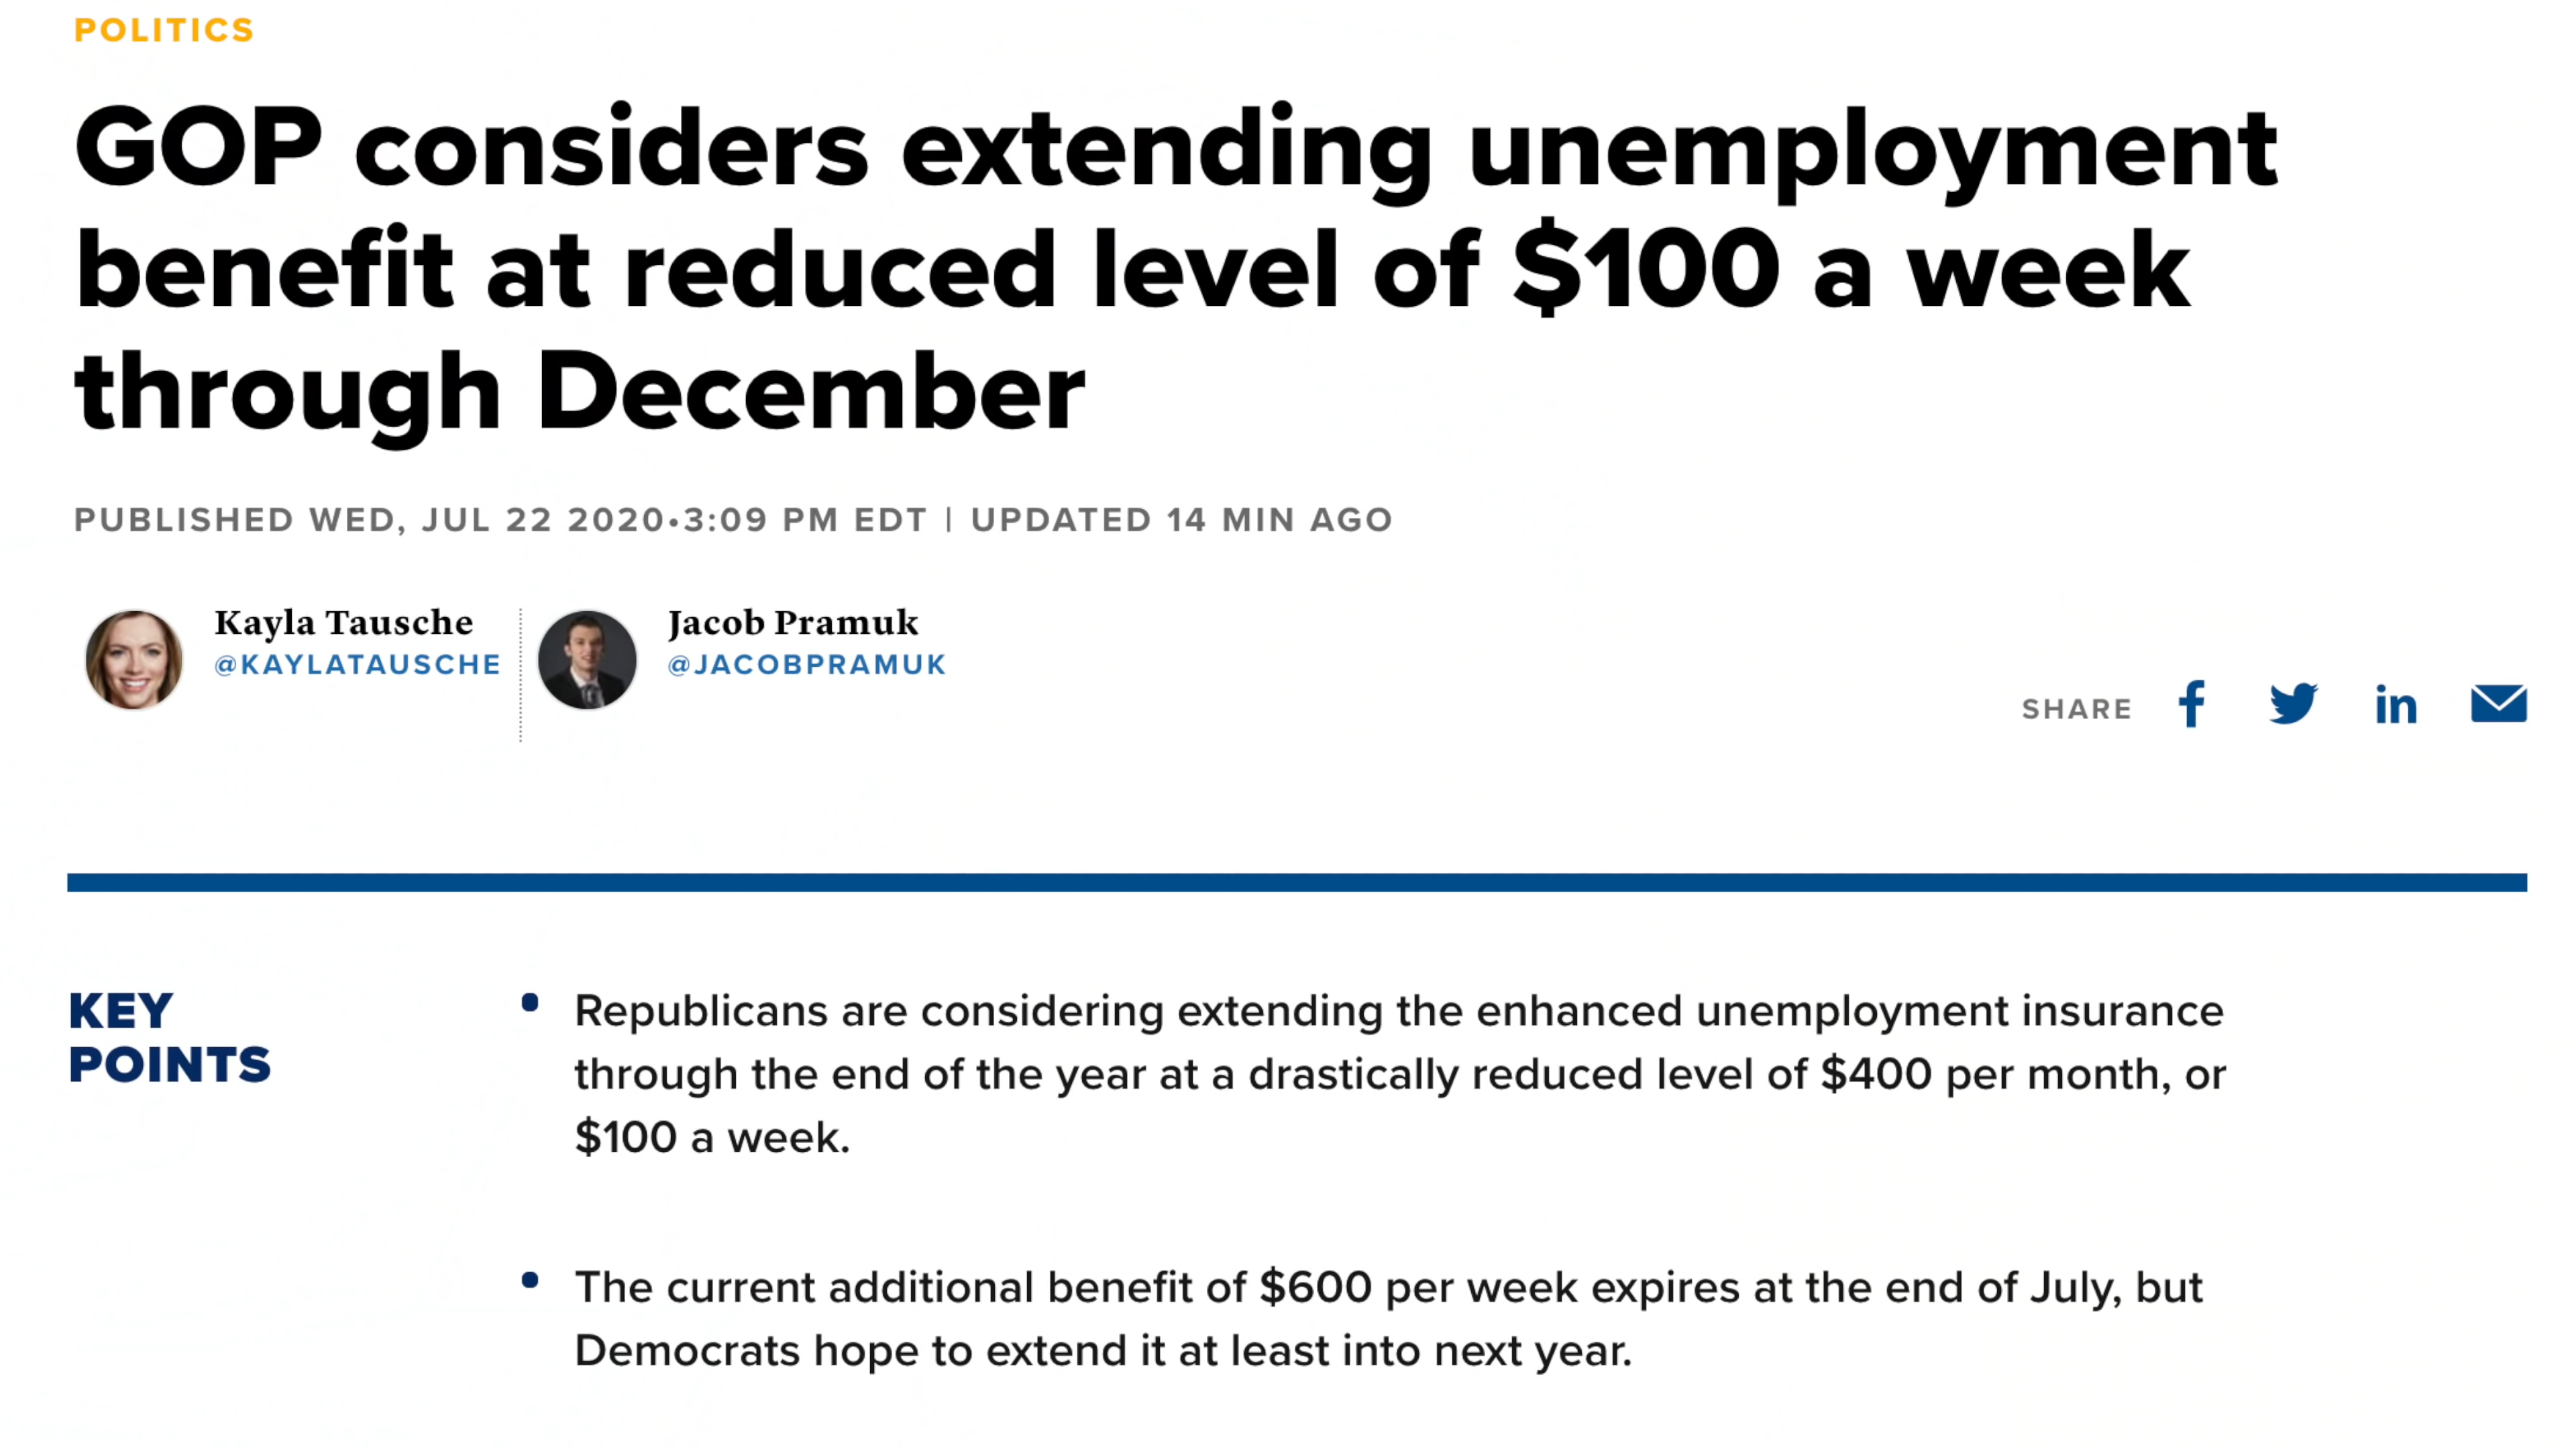 POLITICS
GOP considers extending unemployment
benefit at reduced level of $100 a week
through December
PUBLISHED WED, JUL 22 2020•3:09 PM EDT | UPDATED 14 MIN AGO
Kayla Tausche
@KAYLATAUSCHE
Jacob Pramuk
@JACOBPRAMUK
SHARE
KEY
POINTS
• Republicans are considering extending the enhanced unemployment insurance
through the end of the year at a drastically reduced level of $400 per month, or
$100 a week.
• The current additional benefit of $600 per week expires at the end of July, but
Democrats hope to extend it at least into next year.